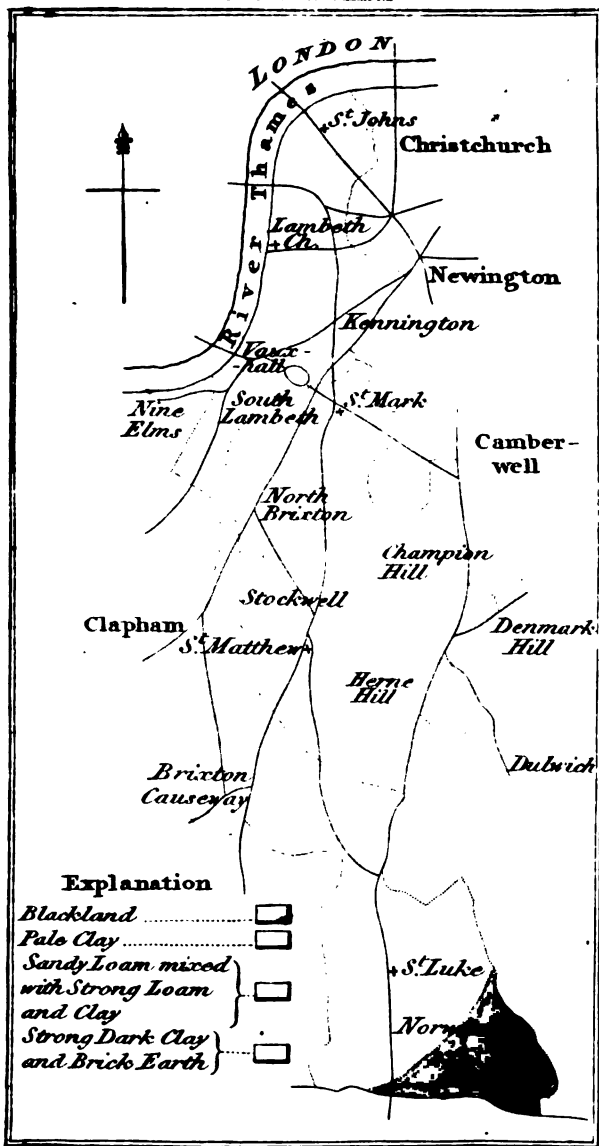 LONDON
River Thames
St. Johns
Christchurch
Lambeth
Ch.
Newington
Kennington
Vaux-
-hall
Nine
Elms
South
Lambeth
St. Mark
Camber-
well
North
Brixton
Champion
Hill
Stockwell
Clapham
St. Matthew
Denmark
Hill
Herne
Hill
Dulwich
Brixton
Causeway
Explanation
Blackland
Pale Clay
Sandy Loam mixed
with Strong Loam
and Clay
Strong Dark Clay
and Brick Earth
St. Luke